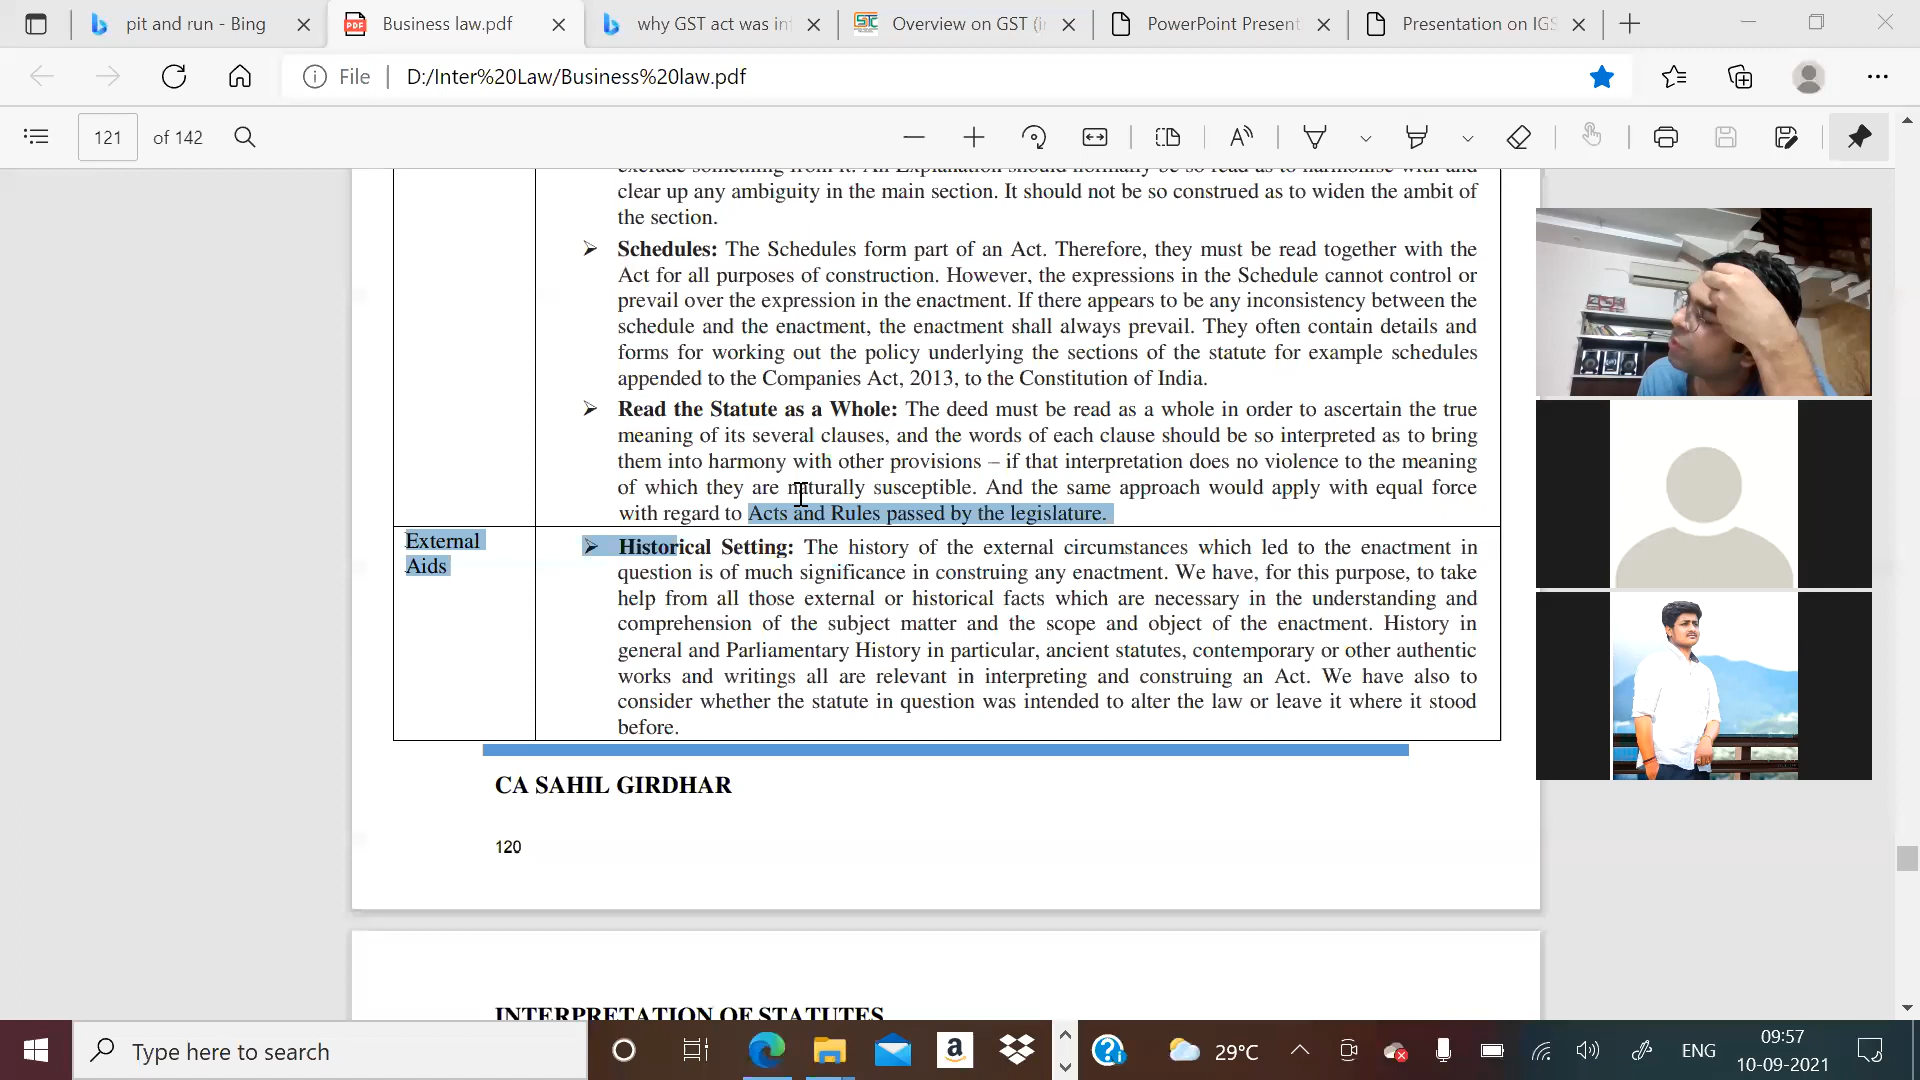 pit and run - Bing
Business law.pdf
why GST act was in
Overview on GST (i
PowerPoint Present
Presentation on IGS
File
D:/Inter%20Law/Business%20law.pdf
121
of 142
exclude something from it. An Explanation should normally be so read as to harmonise with and
clear up any ambiguity in the main section. It should not be so construed as to widen the ambit of
the section.
➢ Schedules: The Schedules form part of an Act. Therefore, they must be read together with the
Act for all purposes of construction. However, the expressions in the Schedule cannot control or
prevail over the expression in the enactment. If there appears to be any inconsistency between the
schedule and the enactment, the enactment shall always prevail. They often contain details and
forms for working out the policy underlying the sections of the statute for example schedules
appended to the Companies Act, 2013, to the Constitution of India.
➢ Read the Statute as a Whole: The deed must be read as a whole in order to ascertain the true
meaning of its several clauses, and the words of each clause should be so interpreted as to bring
them into harmony with other provisions – if that interpretation does no violence to the meaning
of which they are naturally susceptible. And the same approach would apply with equal force
with regard to Acts and Rules passed by the legislature.
External
Aids
➢ Historical Setting: The history of the external circumstances which led to the enactment in
question is of much significance in construing any enactment. We have, for this purpose, to take
help from all those external or historical facts which are necessary in the understanding and
comprehension of the subject matter and the scope and object of the enactment. History in
general and Parliamentary History in particular, ancient statutes, contemporary or other authentic
works and writings all are relevant in interpreting and construing an Act. We have also to
consider whether the statute in question was intended to alter the law or leave it where it stood
before.
CA SAHIL GIRDHAR
120
INTERPRETATION OF STATUTES
Type here to search
29°C
ENG
09:57
10-09-2021